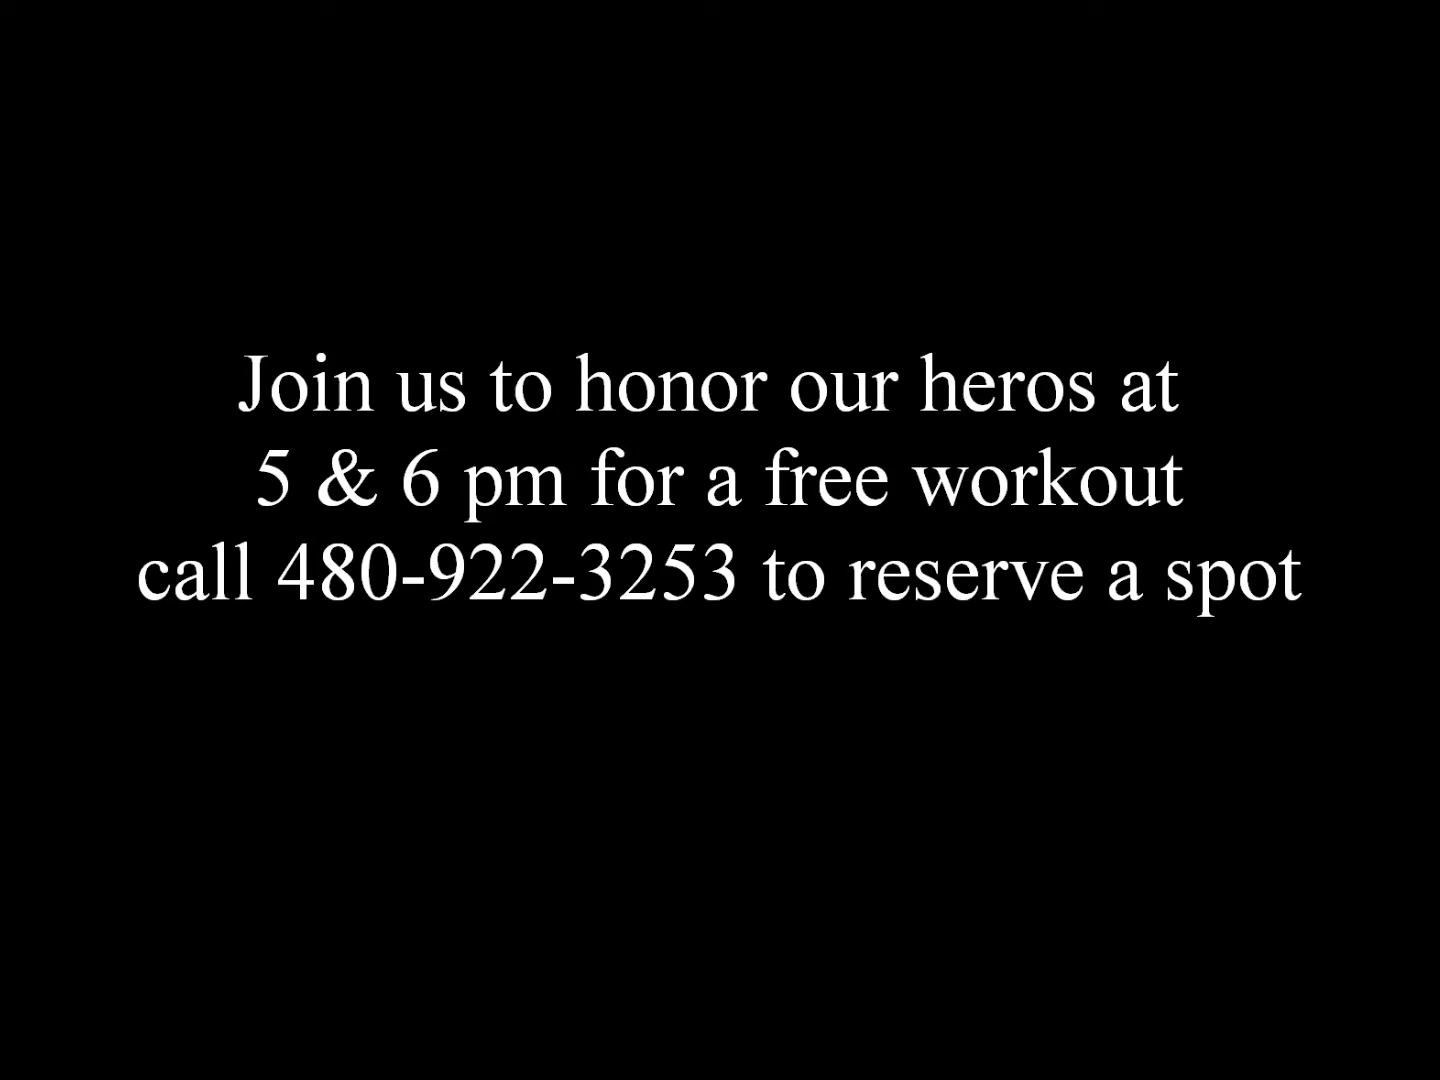 Join us to honor our heros at
5 & 6 pm for a free workout
call 480-922-3253 to reserve a spot